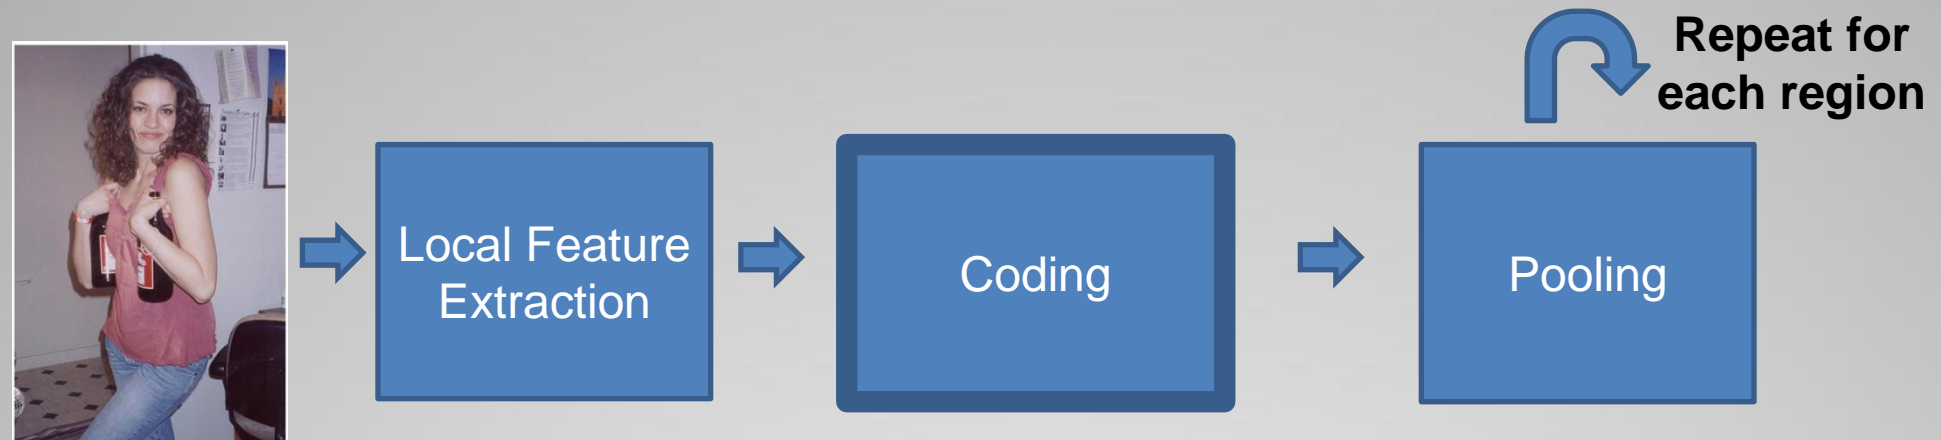 Repeat for
each region
Local Feature
Extraction
Coding
Pooling